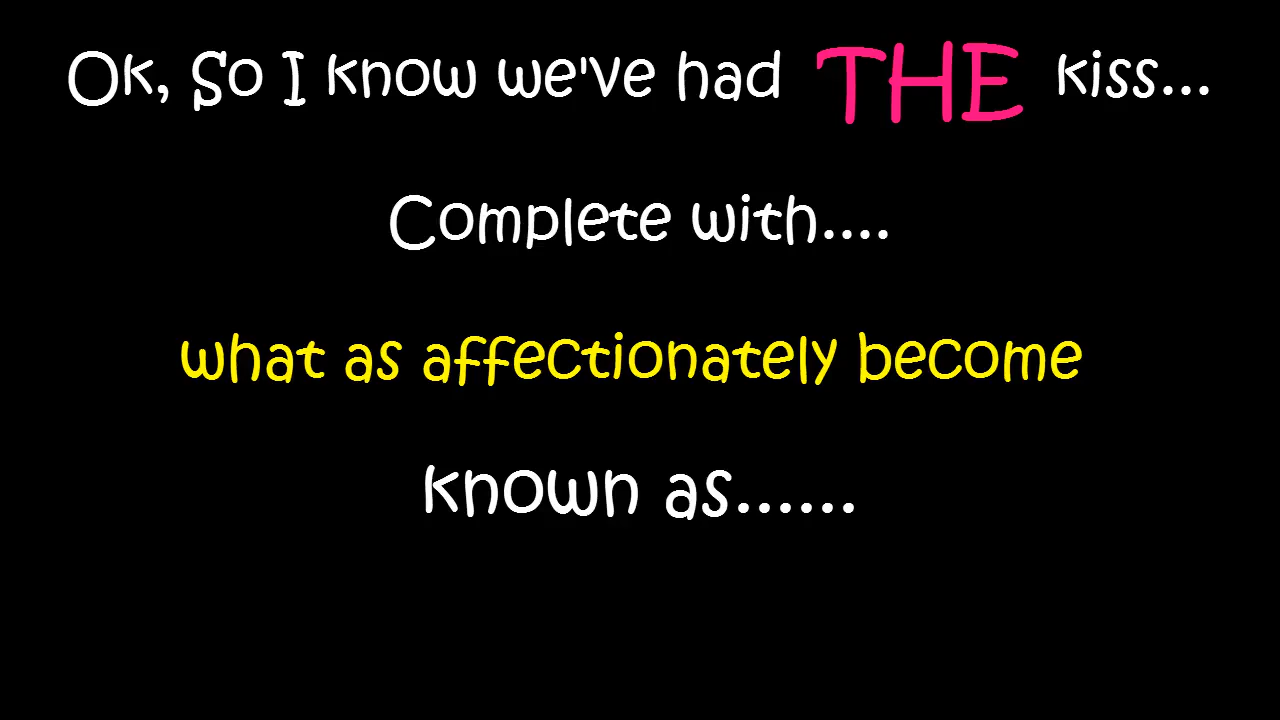 Ok, So I know we've had THE kiss...
Complete with....
what as affectionately become
known as......